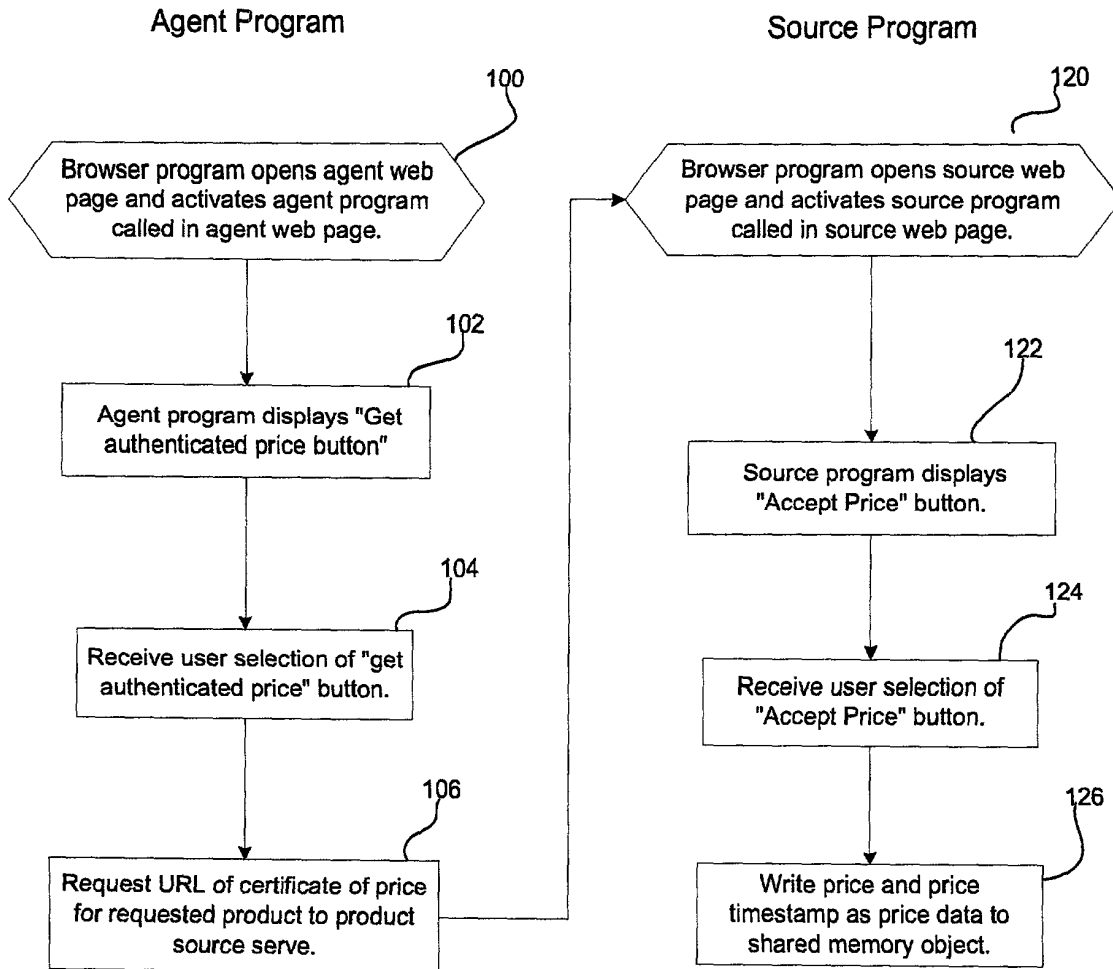 Agent Program
100
Browser program opens agent web
page and activates agent program
called in agent web page.
102
Agent program displays "Get
authenticated price button"
104
Receive user selection of "get
authenticated price" button.
106
Request URL of certificate of price
for requested product to product
source serve.
Source Program
120
Browser program opens source web
page and activates source program
called in source web page.
122
Source program displays
"Accept Price" button.
124
Receive user selection of
"Accept Price" button.
126
Write price and price
timestamp as price data to
shared memory object.